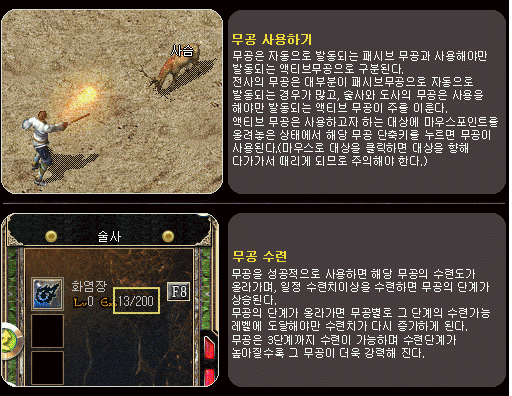 사슴
무공 사용하기
무공은 자동으로 발동되는 패시브 무공과 사용해야만
발동되는 액티브무공으로 구분된다.
전사의 무공은 대부분이 패시브무공으로 자동으로
발동되는 경우가 많고, 술사와 도사의 무공은 사용을
해야만 발동되는 액티브 무공이 주를 이룬다.
액티브 무공은 사용하고자 하는 대상에 마우스포인트를
올려놓은 상태에서 해당 무공 단축키를 누르면 무공이
사용된다.(마우스로 대상을 클릭하면 대상을 향해
다가가서 때리게 되므로 주의해야 한다.)
술사
화염장
Lv0 Ex.13/200
F8
무공 수련
무공을 성공적으로 사용하면 해당 무공의 수련도가
올라가며, 일정 수련치이상을 수련하면 무공의 단계가
상승된다.
무공의 단계가 올라가면 무공별로 그 단계의 수련가능
레벨에 도달해야만 수련치가 다시 증가하게 된다.
무공은 3단계까지 수련이 가능하며 수련단계가
높아질수록 그 무공이 더욱 강력해 진다.